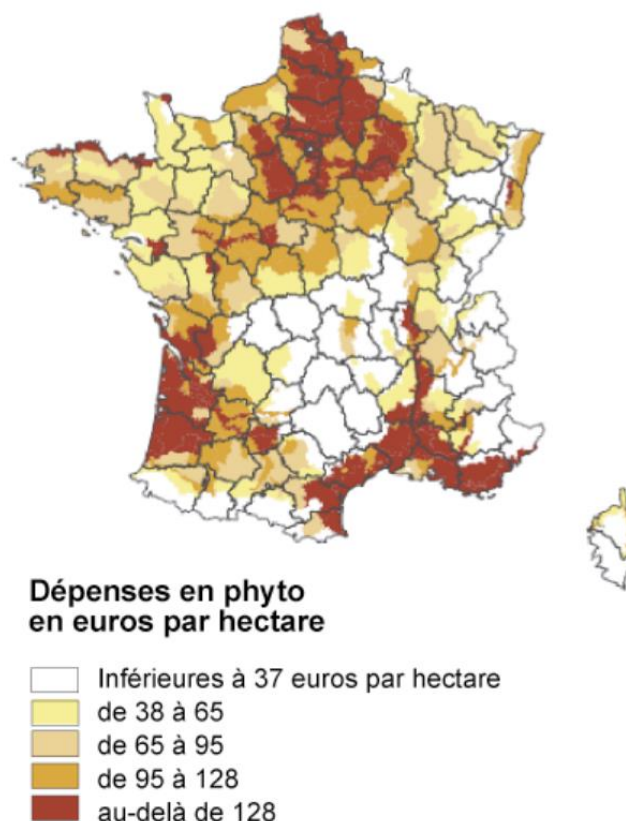 Dépenses en phyto
en euros par hectare
Inférieures à 37 euros par hectare
de 38 à 65
de 65 à 95
de 95 à 128
au-delà de 128